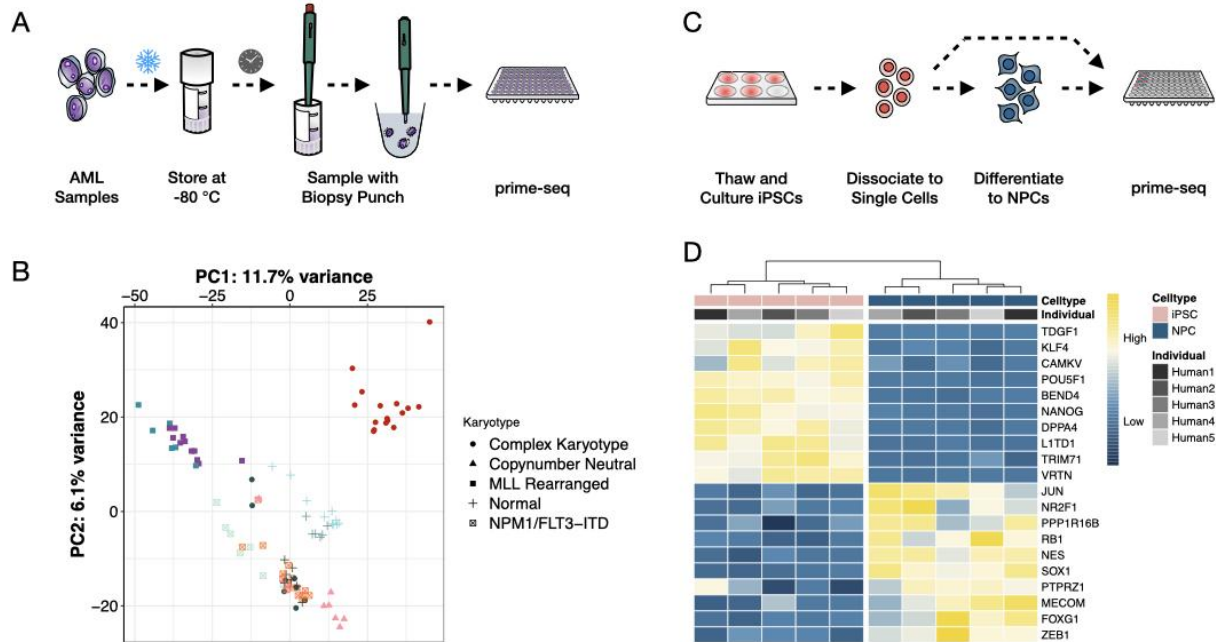 A
AML
Samples
Store at
-80 °C
Sample with
Biopsy Punch
prime-seq
B
PC1: 11.7% variance
−50
−25
0
25
PC2: 6.1% variance
40
20
0
−20
Karyotype
Complex Karyotype
Copynumber Neutral
MLL Rearranged
Normal
NPM1/FLT3−ITD
C
Thaw and
Culture iPSCs
Dissociate to
Single Cells
Differentiate
to NPCs
prime-seq
D
Celltype
Individual
TDGF1
KLF4
CAMKV
POU5F1
BEND4
NANOG
DPPA4
L1TD1
TRIM71
VRTN
JUN
NR2F1
PPP1R16B
RB1
NES
SOX1
PTPRZ1
MECOM
FOXG1
ZEB1
High
Low
Celltype
iPSC
NPC
Individual
Human1
Human2
Human3
Human4
Human5